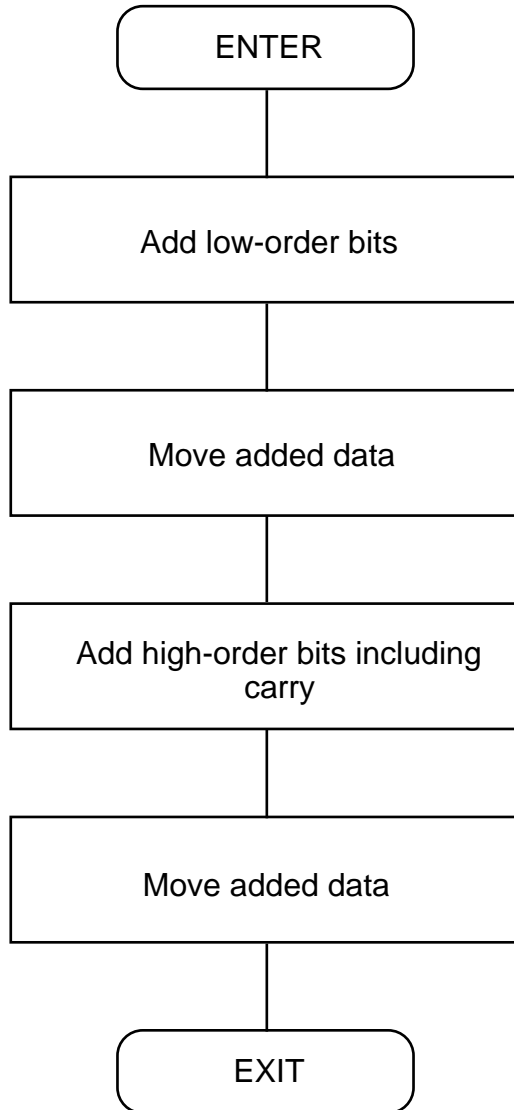 ENTER
Add low-order bits
Move added data
Add high-order bits including
carry
Move added data
EXIT